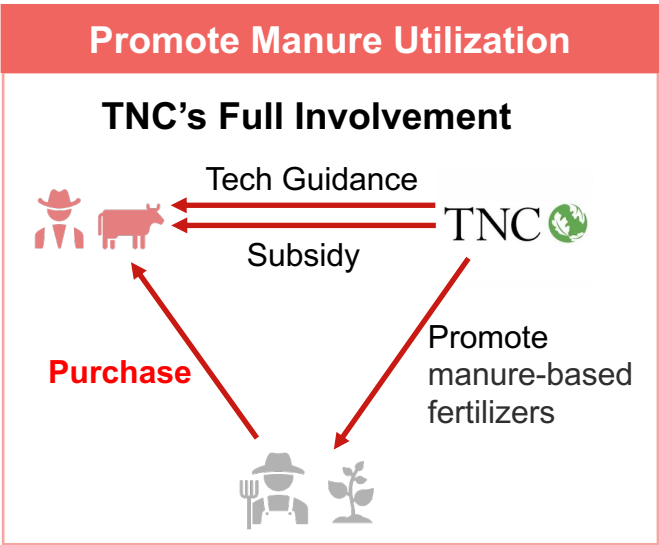 Promote Manure Utilization
TNC’s Full Involvement
Tech Guidance
TNC
Subsidy
Purchase
Promote
manure-based
fertilizers